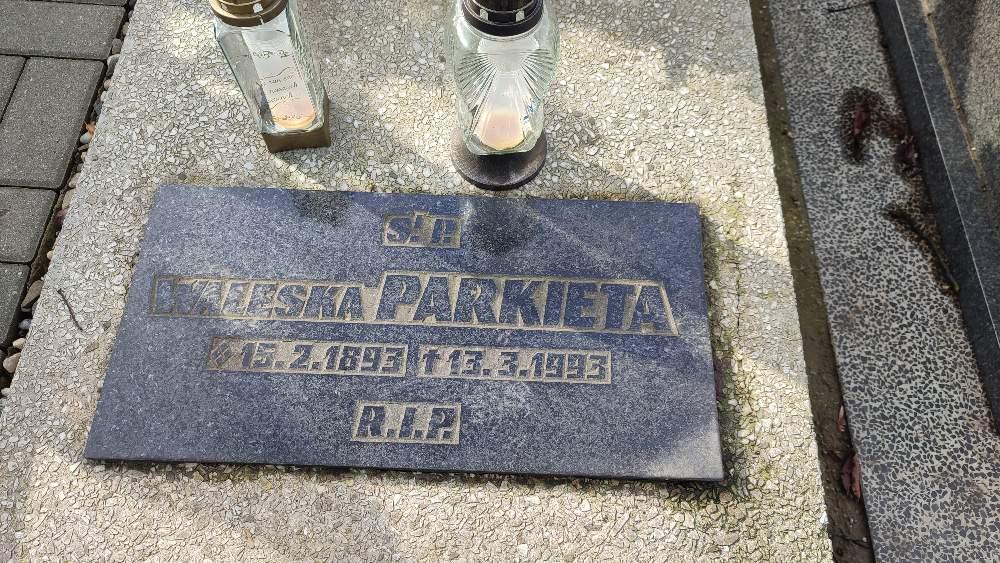 Ś. P.
WALESKA PARKIETA
15.2.1893 † 13.3.1993
R.I.P.